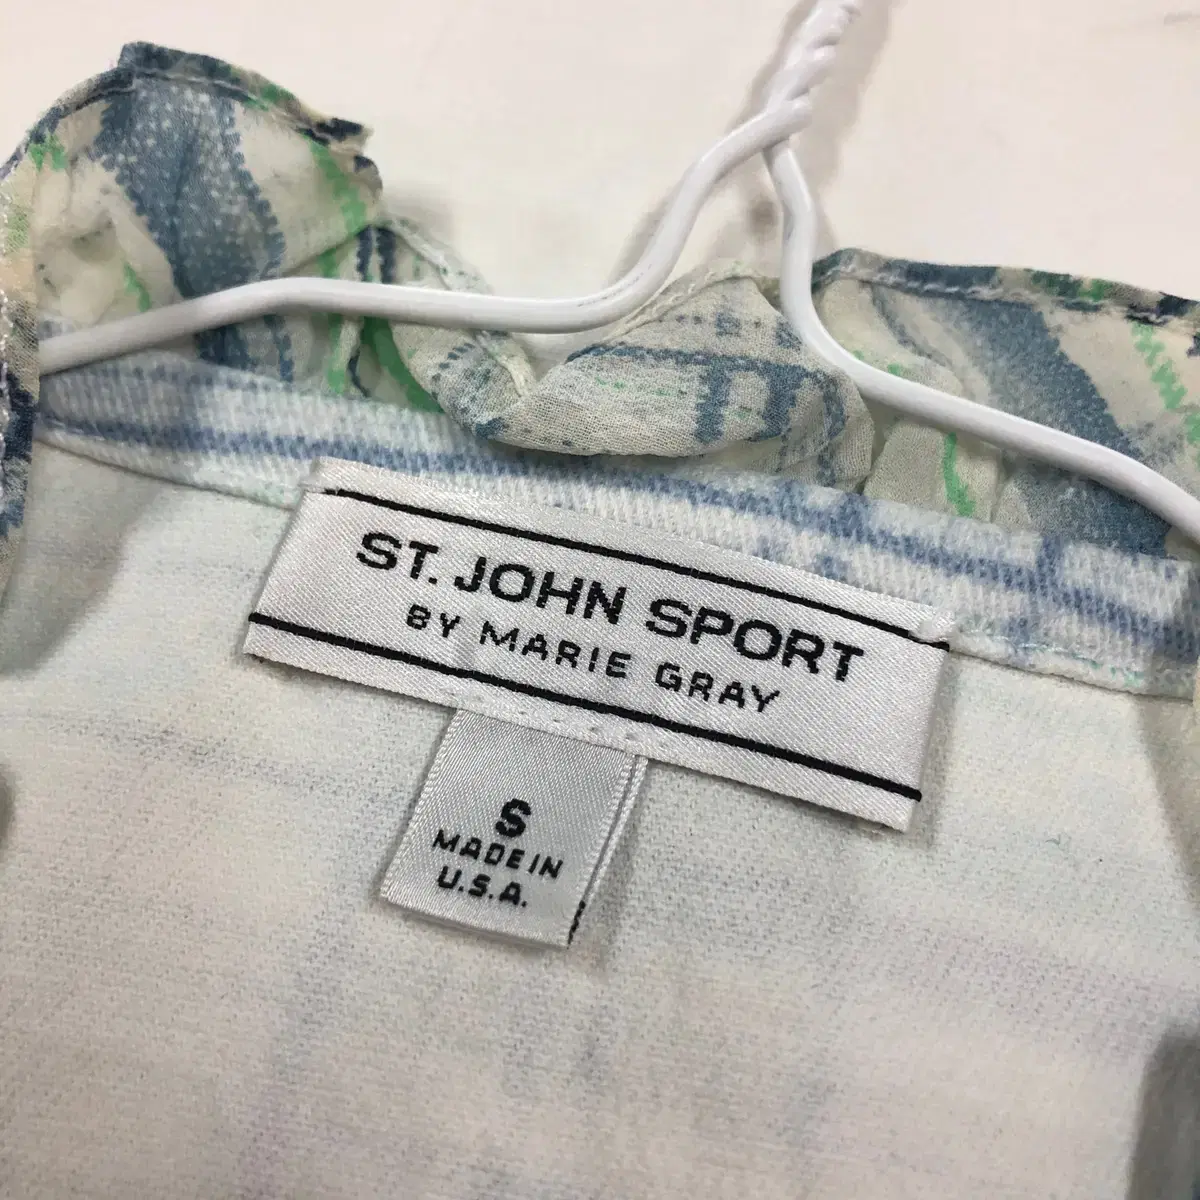 ST. JOHN SPORT
BY MARIE GRAY
S
MADE IN
U.S.A.